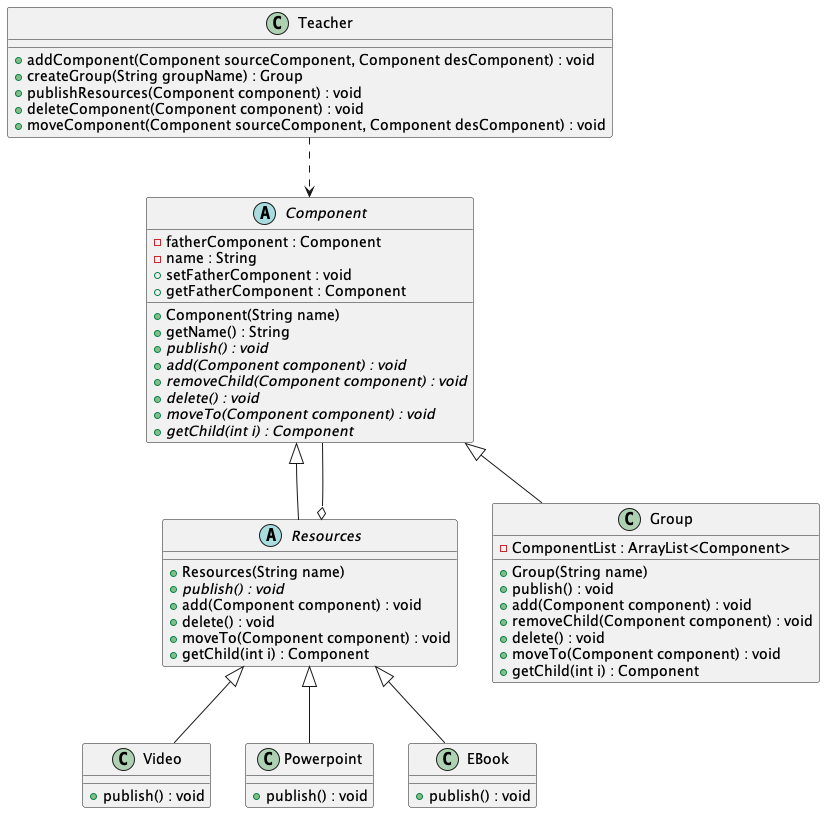 C Teacher
addComponent(Component sourceComponent, Component desComponent) : void
createGroup(String groupName) : Group
publishResources(Component component) : void
deleteComponent(Component component) : void
moveComponent(Component sourceComponent, Component desComponent) : void
A Component
fatherComponent : Component
name : String
setFatherComponent : void
getFatherComponent : Component
Component(String name)
getName() : String
publish() : void
add(Component component) : void
removeChild(Component component) : void
delete() : void
moveTo(Component component) : void
getChild(int i) : Component
A Resources
Resources(String name)
publish() : void
add(Component component) : void
delete() : void
moveTo(Component component) : void
getChild(int i) : Component
C Group
ComponentList : ArrayList<Component>
Group(String name)
publish() : void
add(Component component) : void
removeChild(Component component) : void
delete() : void
moveTo(Component component) : void
getChild(int i) : Component
C Video
publish() : void
C Powerpoint
publish() : void
C EBook
publish() : void